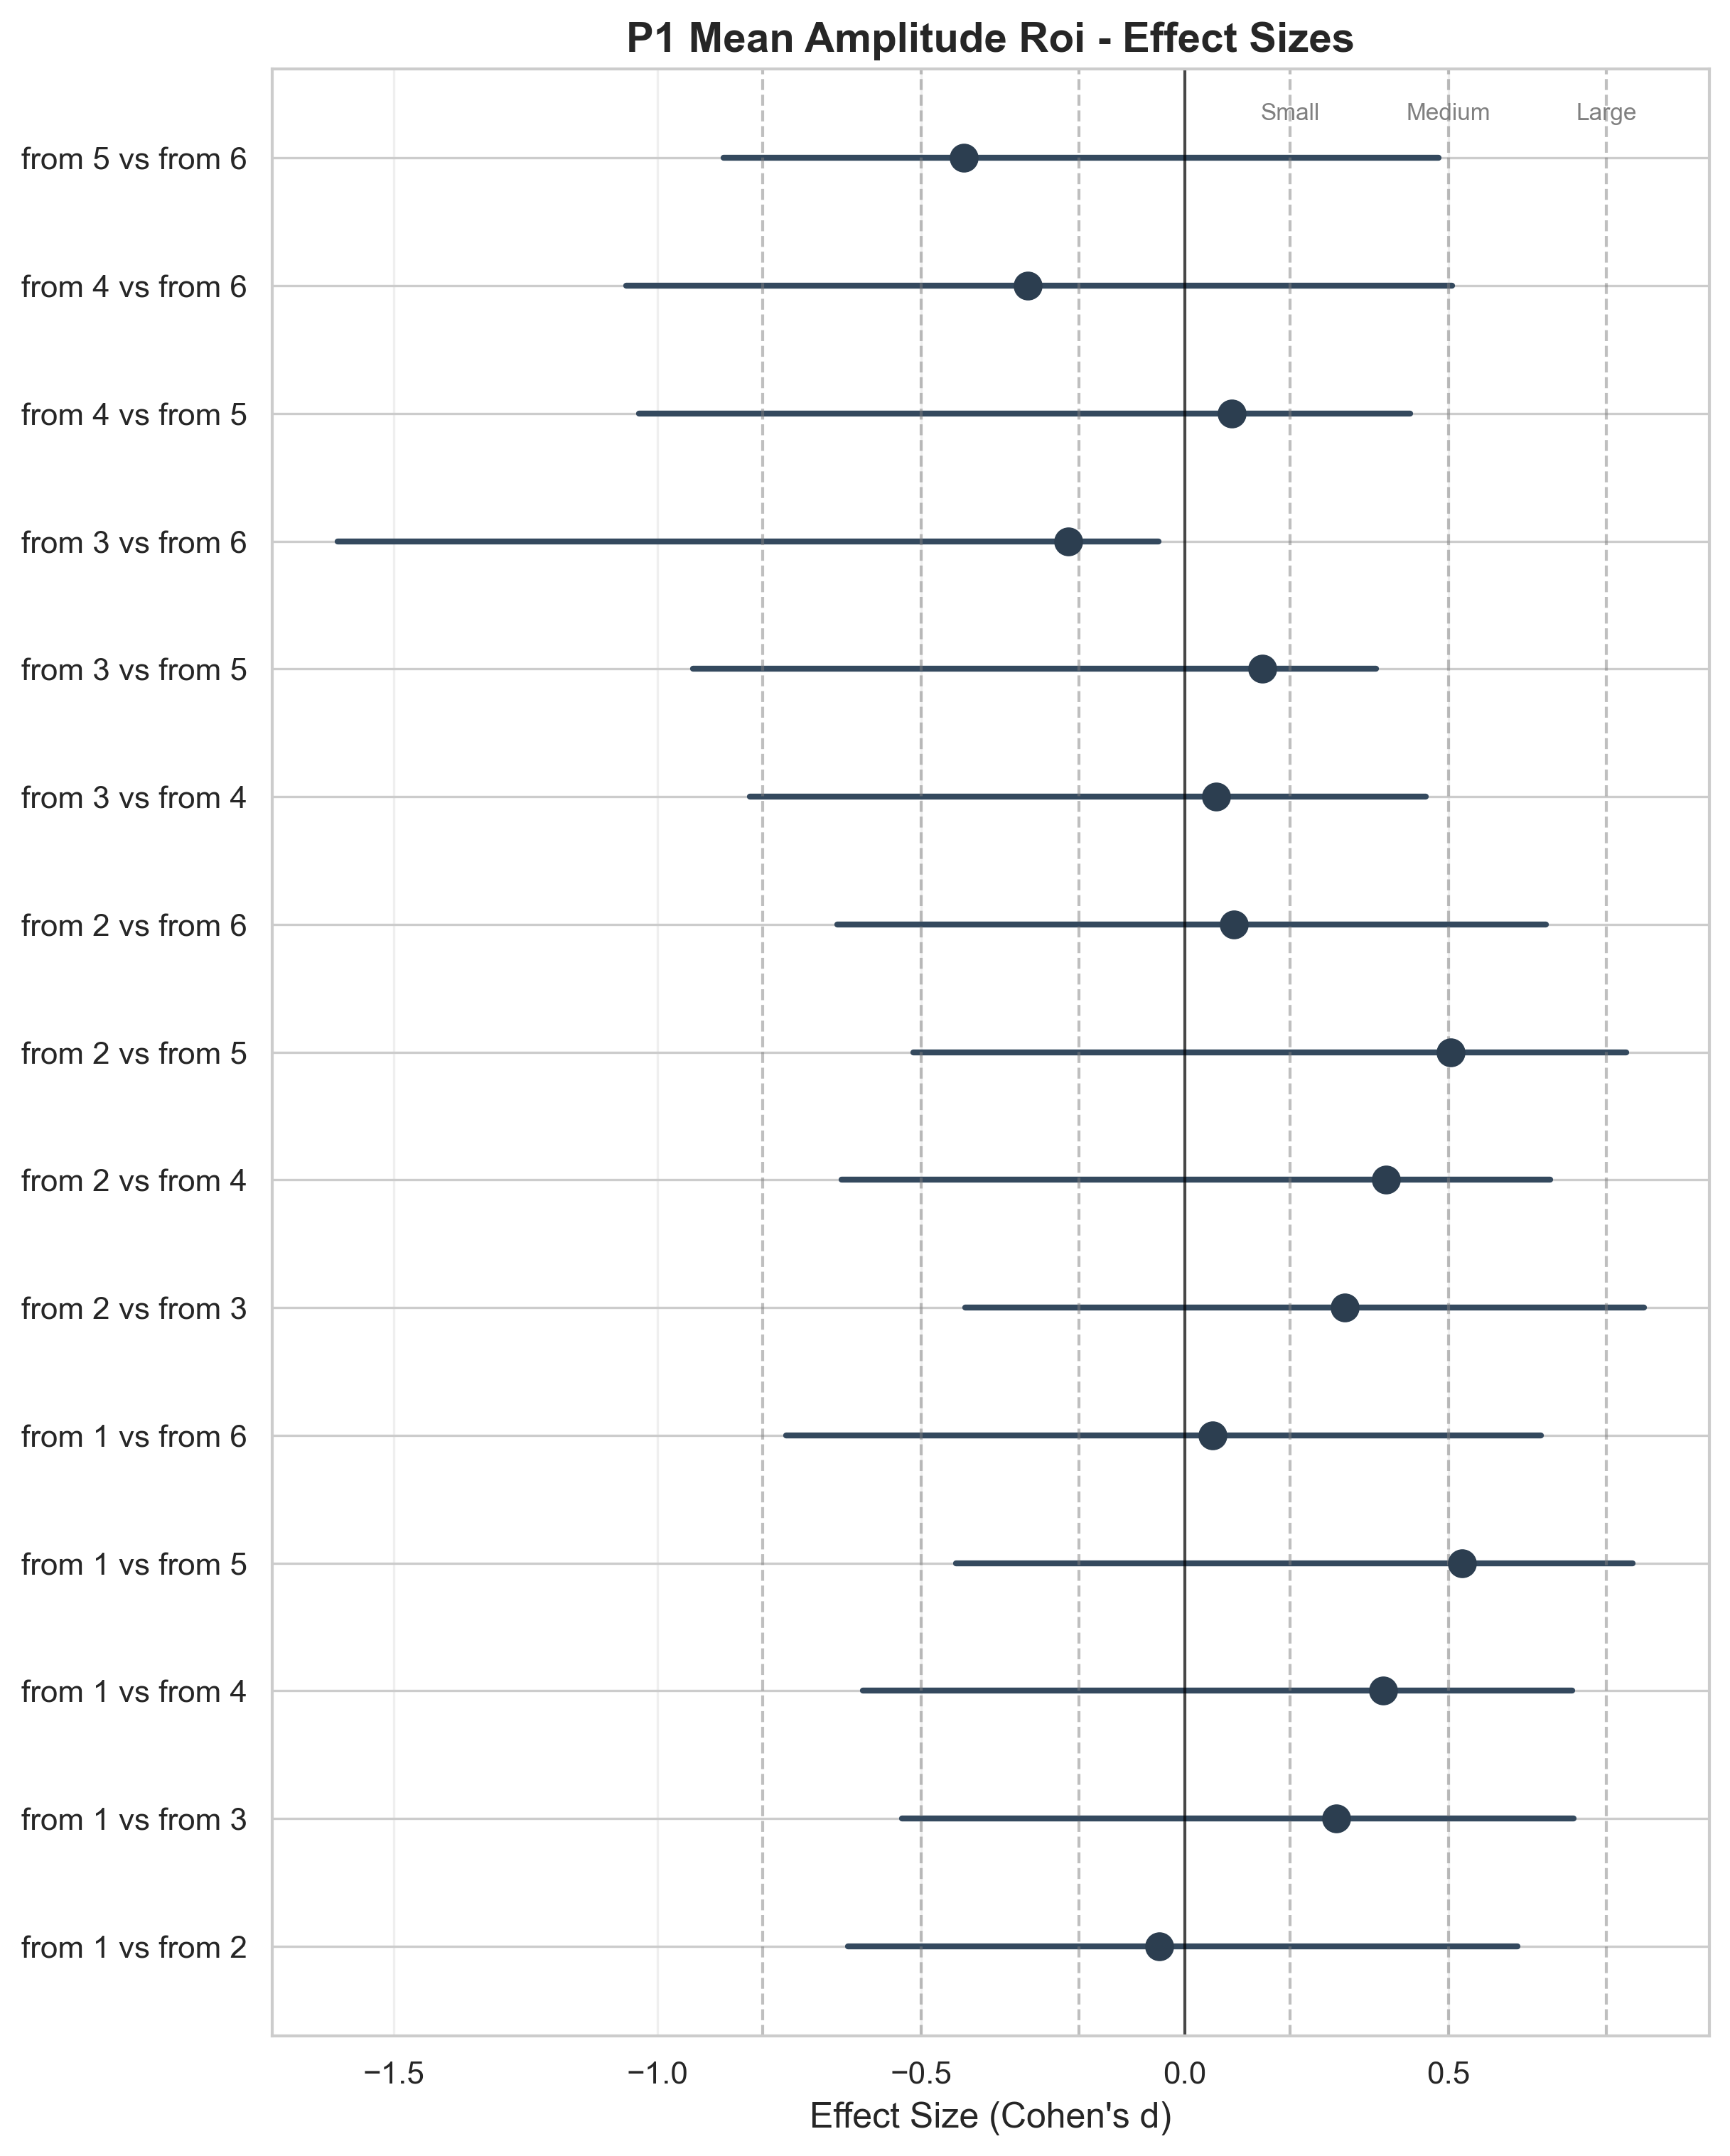 P1 Mean Amplitude Roi - Effect Sizes
Small Medium Large
from 5 vs from 6
from 4 vs from 6
from 4 vs from 5
from 3 vs from 6
from 3 vs from 5
from 3 vs from 4
from 2 vs from 6
from 2 vs from 5
from 2 vs from 4
from 2 vs from 3
from 1 vs from 6
from 1 vs from 5
from 1 vs from 4
from 1 vs from 3
from 1 vs from 2
−1.5 −1.0 −0.5 0.0 0.5
Effect Size (Cohen's d)